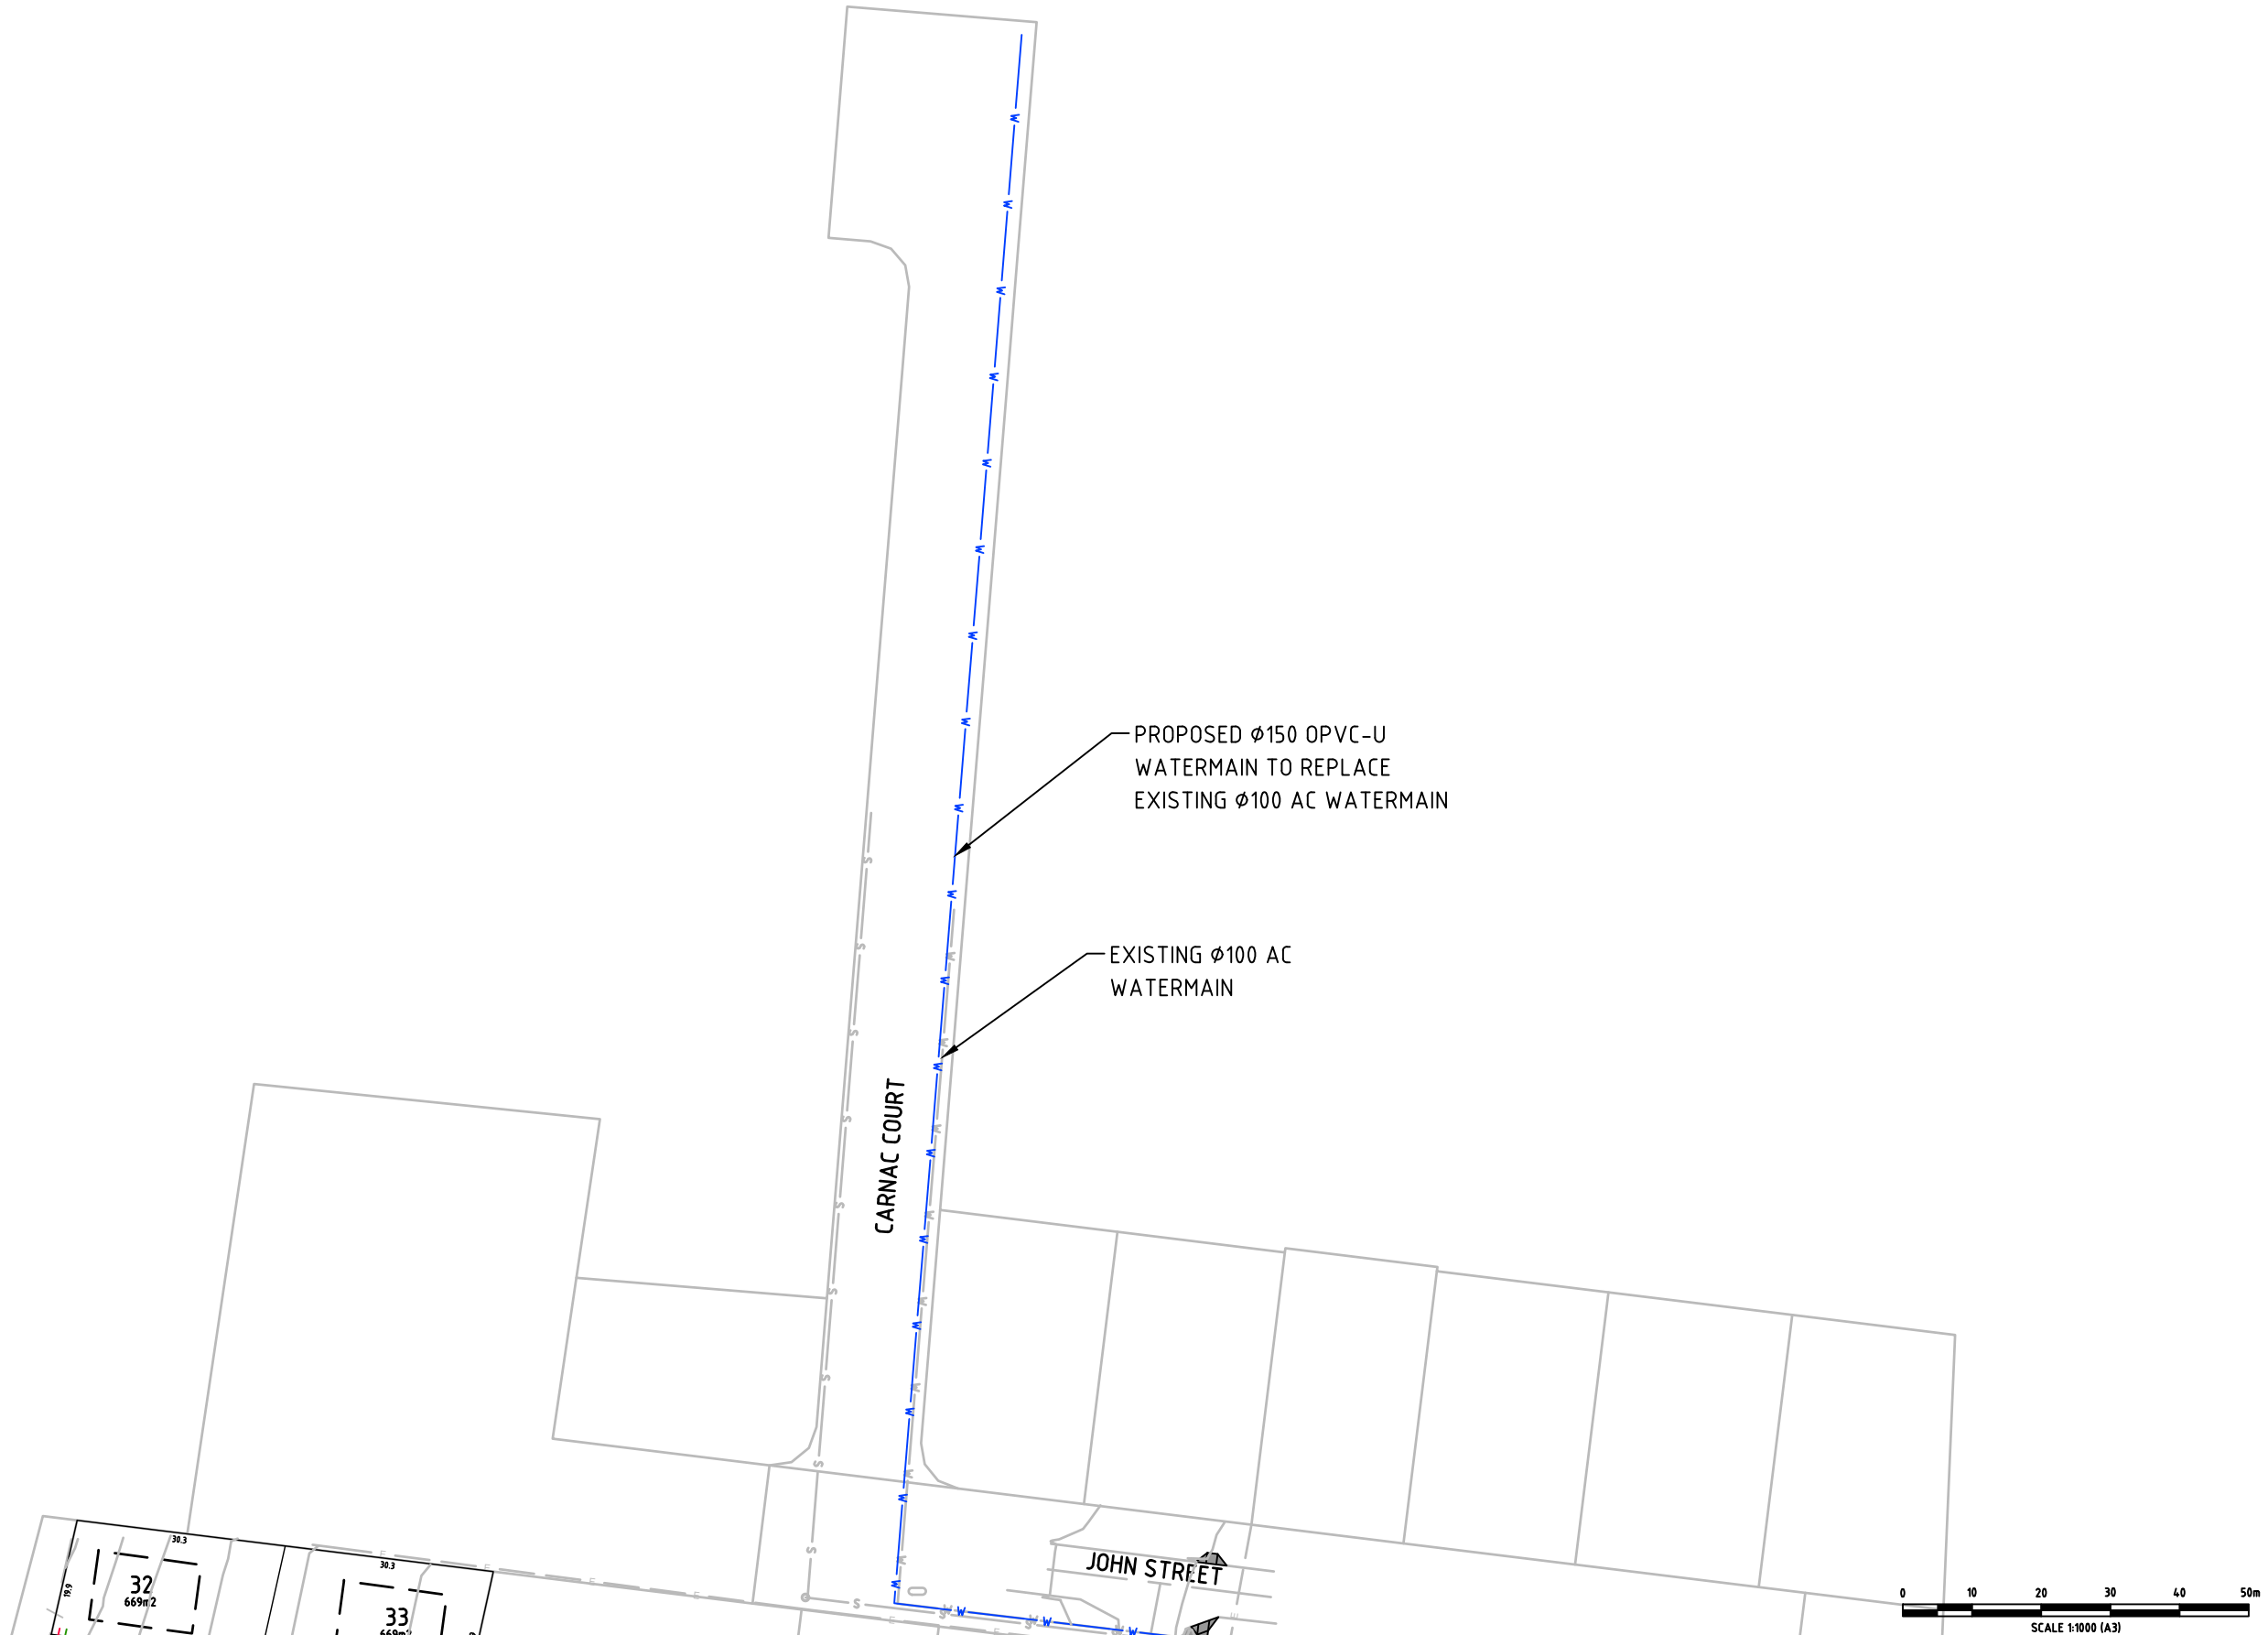 PROPOSED Ø150 OPVC-U
WATERMAIN TO REPLACE
EXISTING Ø100 AC WATERMAIN
EXISTING Ø100 AC
WATERMAIN
CARNAC COURT
JOHN STREET
30.3
19.9
32
669m2
30.3
33
669m2
0 10 20 30 40 50m
SCALE 1:1000 (A3)